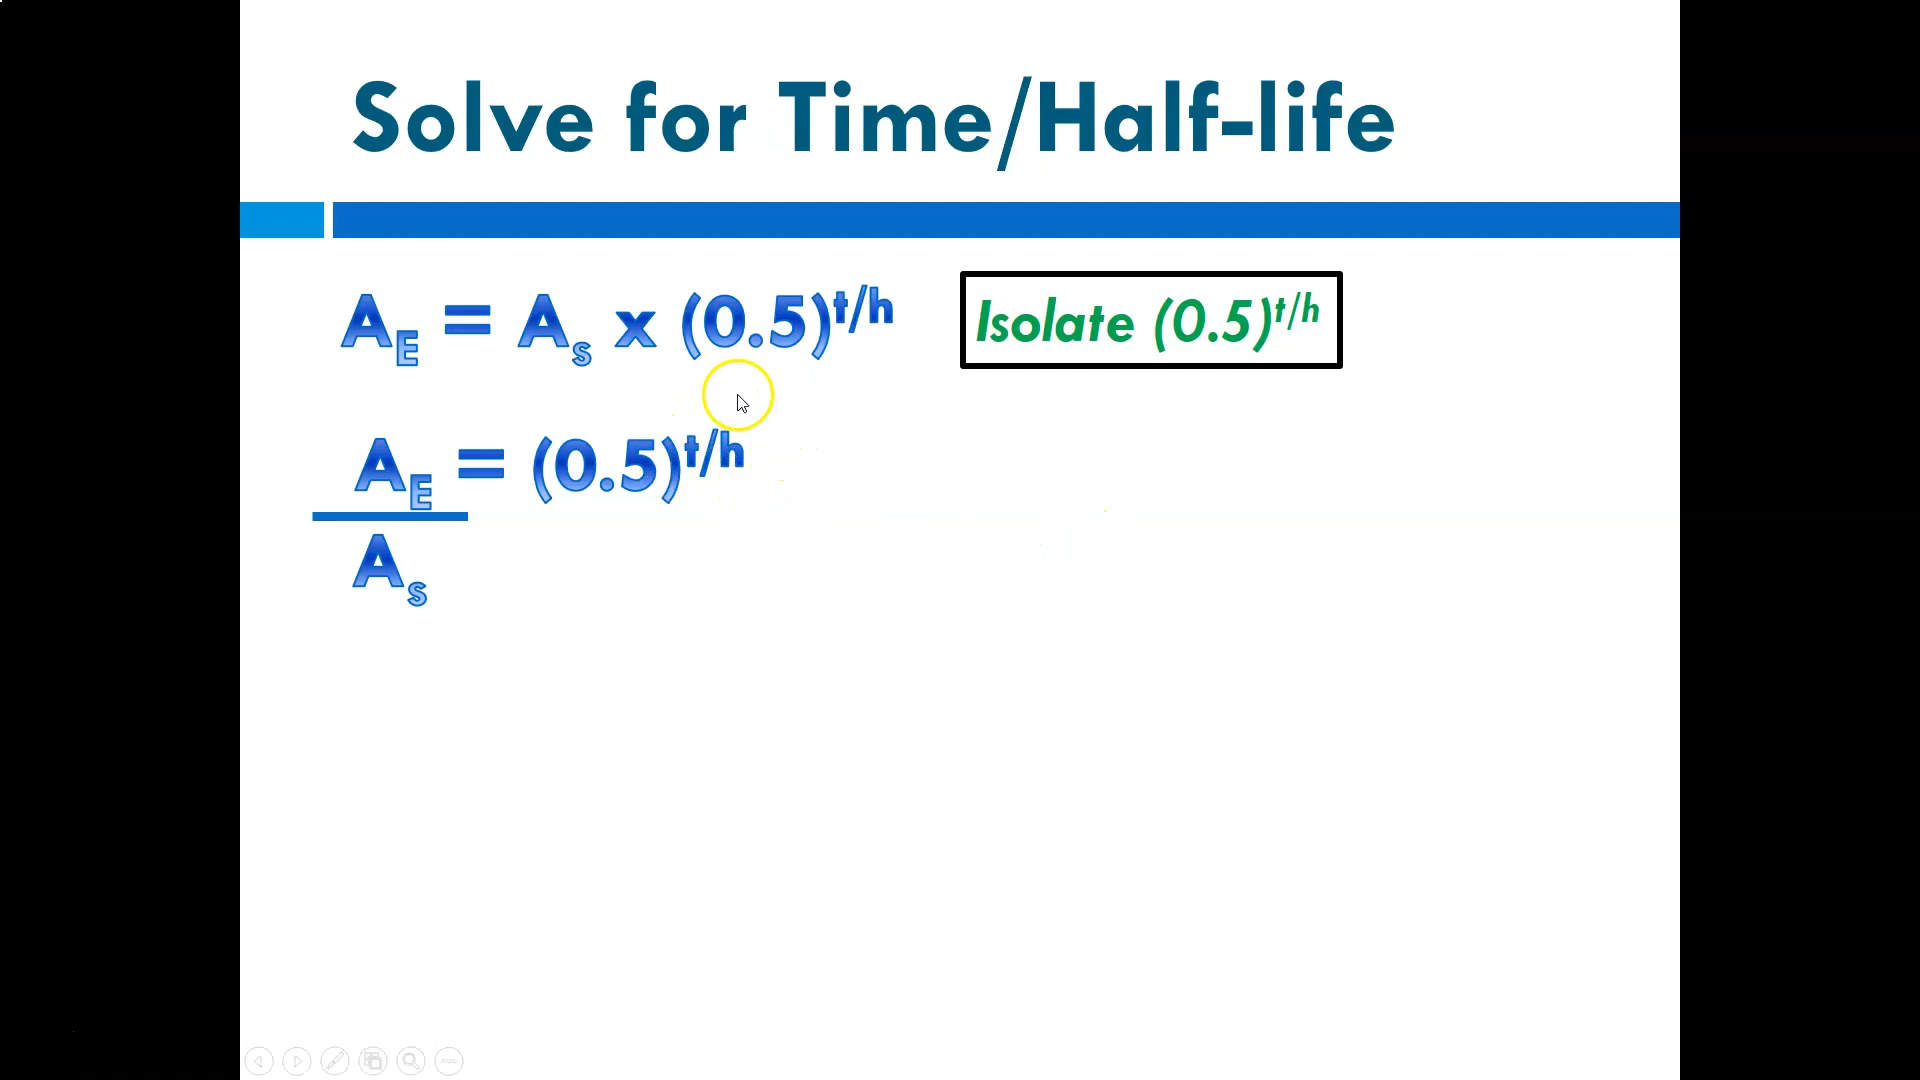 Solve for Time/Half-life
A_E = A_s x (0.5)^t/h
Isolate (0.5)^t/h
A_E = (0.5)^t/h
A_s